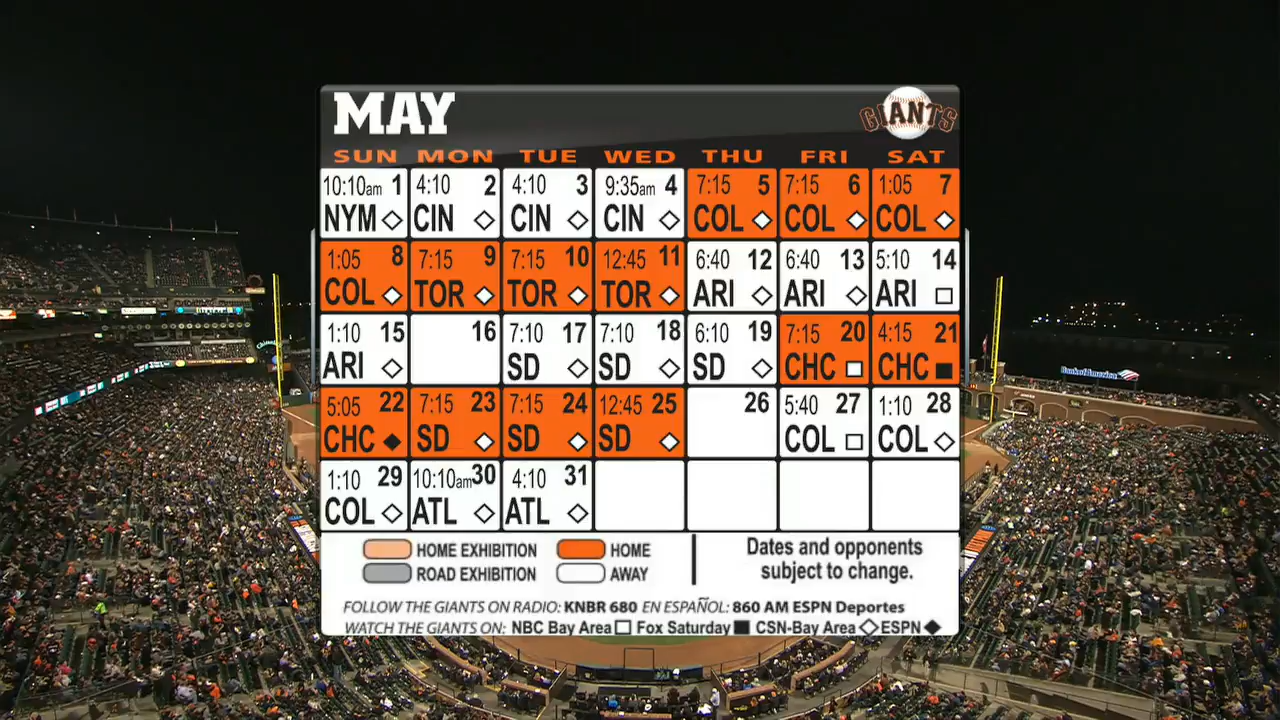 MAY
GIANTS
SUN MON TUE WED THU FRI SAT
10:10am 1 4:10 2 4:10 3 9:35am 4 7:15 5 7:15 6 1:05 7
NYM CIN CIN CIN COL COL COL
1:05 8 7:15 9 7:15 10 12:45 11 6:40 12 6:40 13 5:10 14
COL TOR TOR TOR ARI ARI ARI
1:10 15 16 7:10 17 7:10 18 6:10 19 7:15 20 4:15 21
ARI SD SD SD CHC CHC
5:05 22 7:15 23 7:15 24 12:45 25 26 5:40 27 1:10 28
CHC SD SD SD COL COL
1:10 29 10:10am 30 4:10 31
COL ATL ATL
HOME EXHIBITION HOME
ROAD EXHIBITION AWAY
Dates and opponents
subject to change.
FOLLOW THE GIANTS ON RADIO: KNBR 680 EN ESPAÑOL: 860 AM ESPN Deportes
WATCH THE GIANTS ON: NBC Bay Area Fox Saturday CSN-Bay Area ESPN
Bank of America